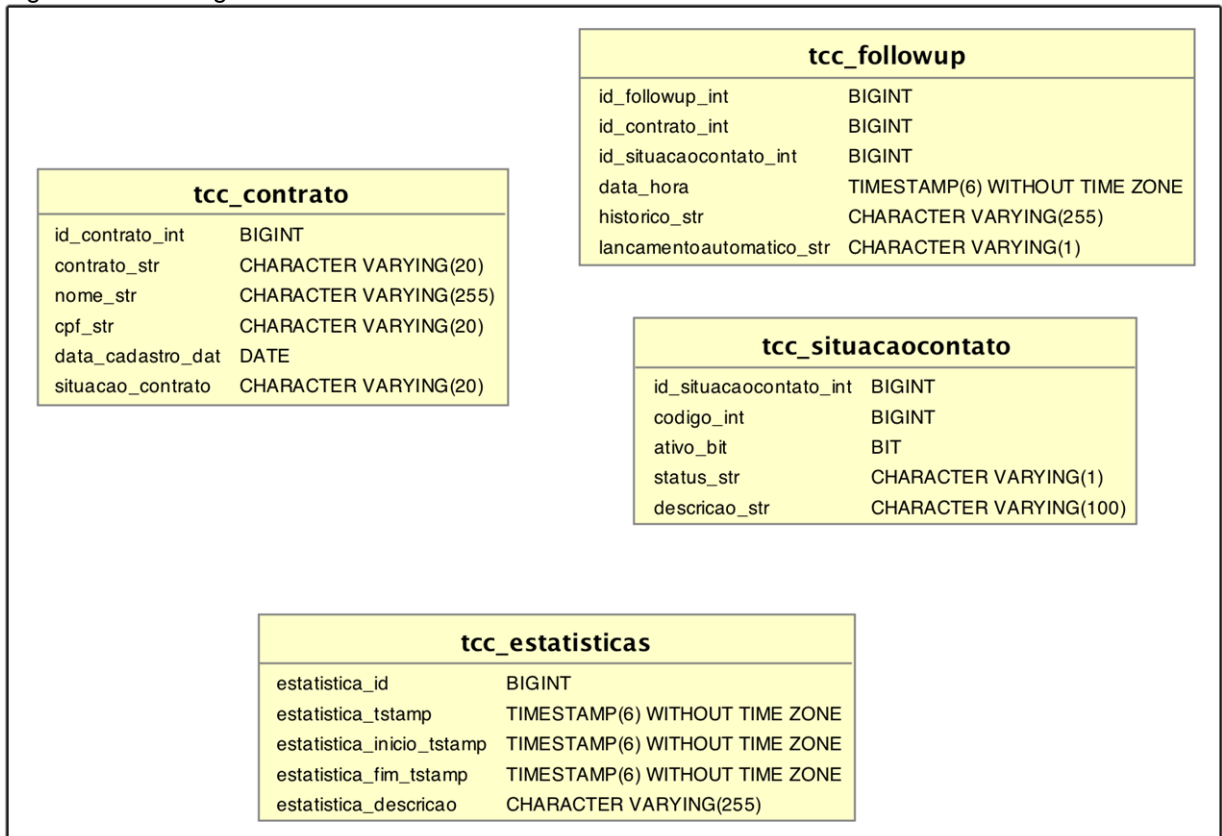 tcc_followup
id_followup_int BIGINT
id_contrato_int BIGINT
id_situacaocontato_int BIGINT
data_hora TIMESTAMP(6) WITHOUT TIME ZONE
historico_str CHARACTER VARYING(255)
lancamentoautomatico_str CHARACTER VARYING(1)
tcc_contrato
id_contrato_int BIGINT
contrato_str CHARACTER VARYING(20)
nome_str CHARACTER VARYING(255)
cpf_str CHARACTER VARYING(20)
data_cadastro_dat DATE
situacao_contrato CHARACTER VARYING(20)
tcc_situacaocontato
id_situacaocontato_int BIGINT
codigo_int BIGINT
ativo_bit BIT
status_str CHARACTER VARYING(1)
descricao_str CHARACTER VARYING(100)
tcc_estatisticas
estatistica_id BIGINT
estatistica_tstamp TIMESTAMP(6) WITHOUT TIME ZONE
estatistica_inicio_tstamp TIMESTAMP(6) WITHOUT TIME ZONE
estatistica_fim_tstamp TIMESTAMP(6) WITHOUT TIME ZONE
estatistica_descricao CHARACTER VARYING(255)